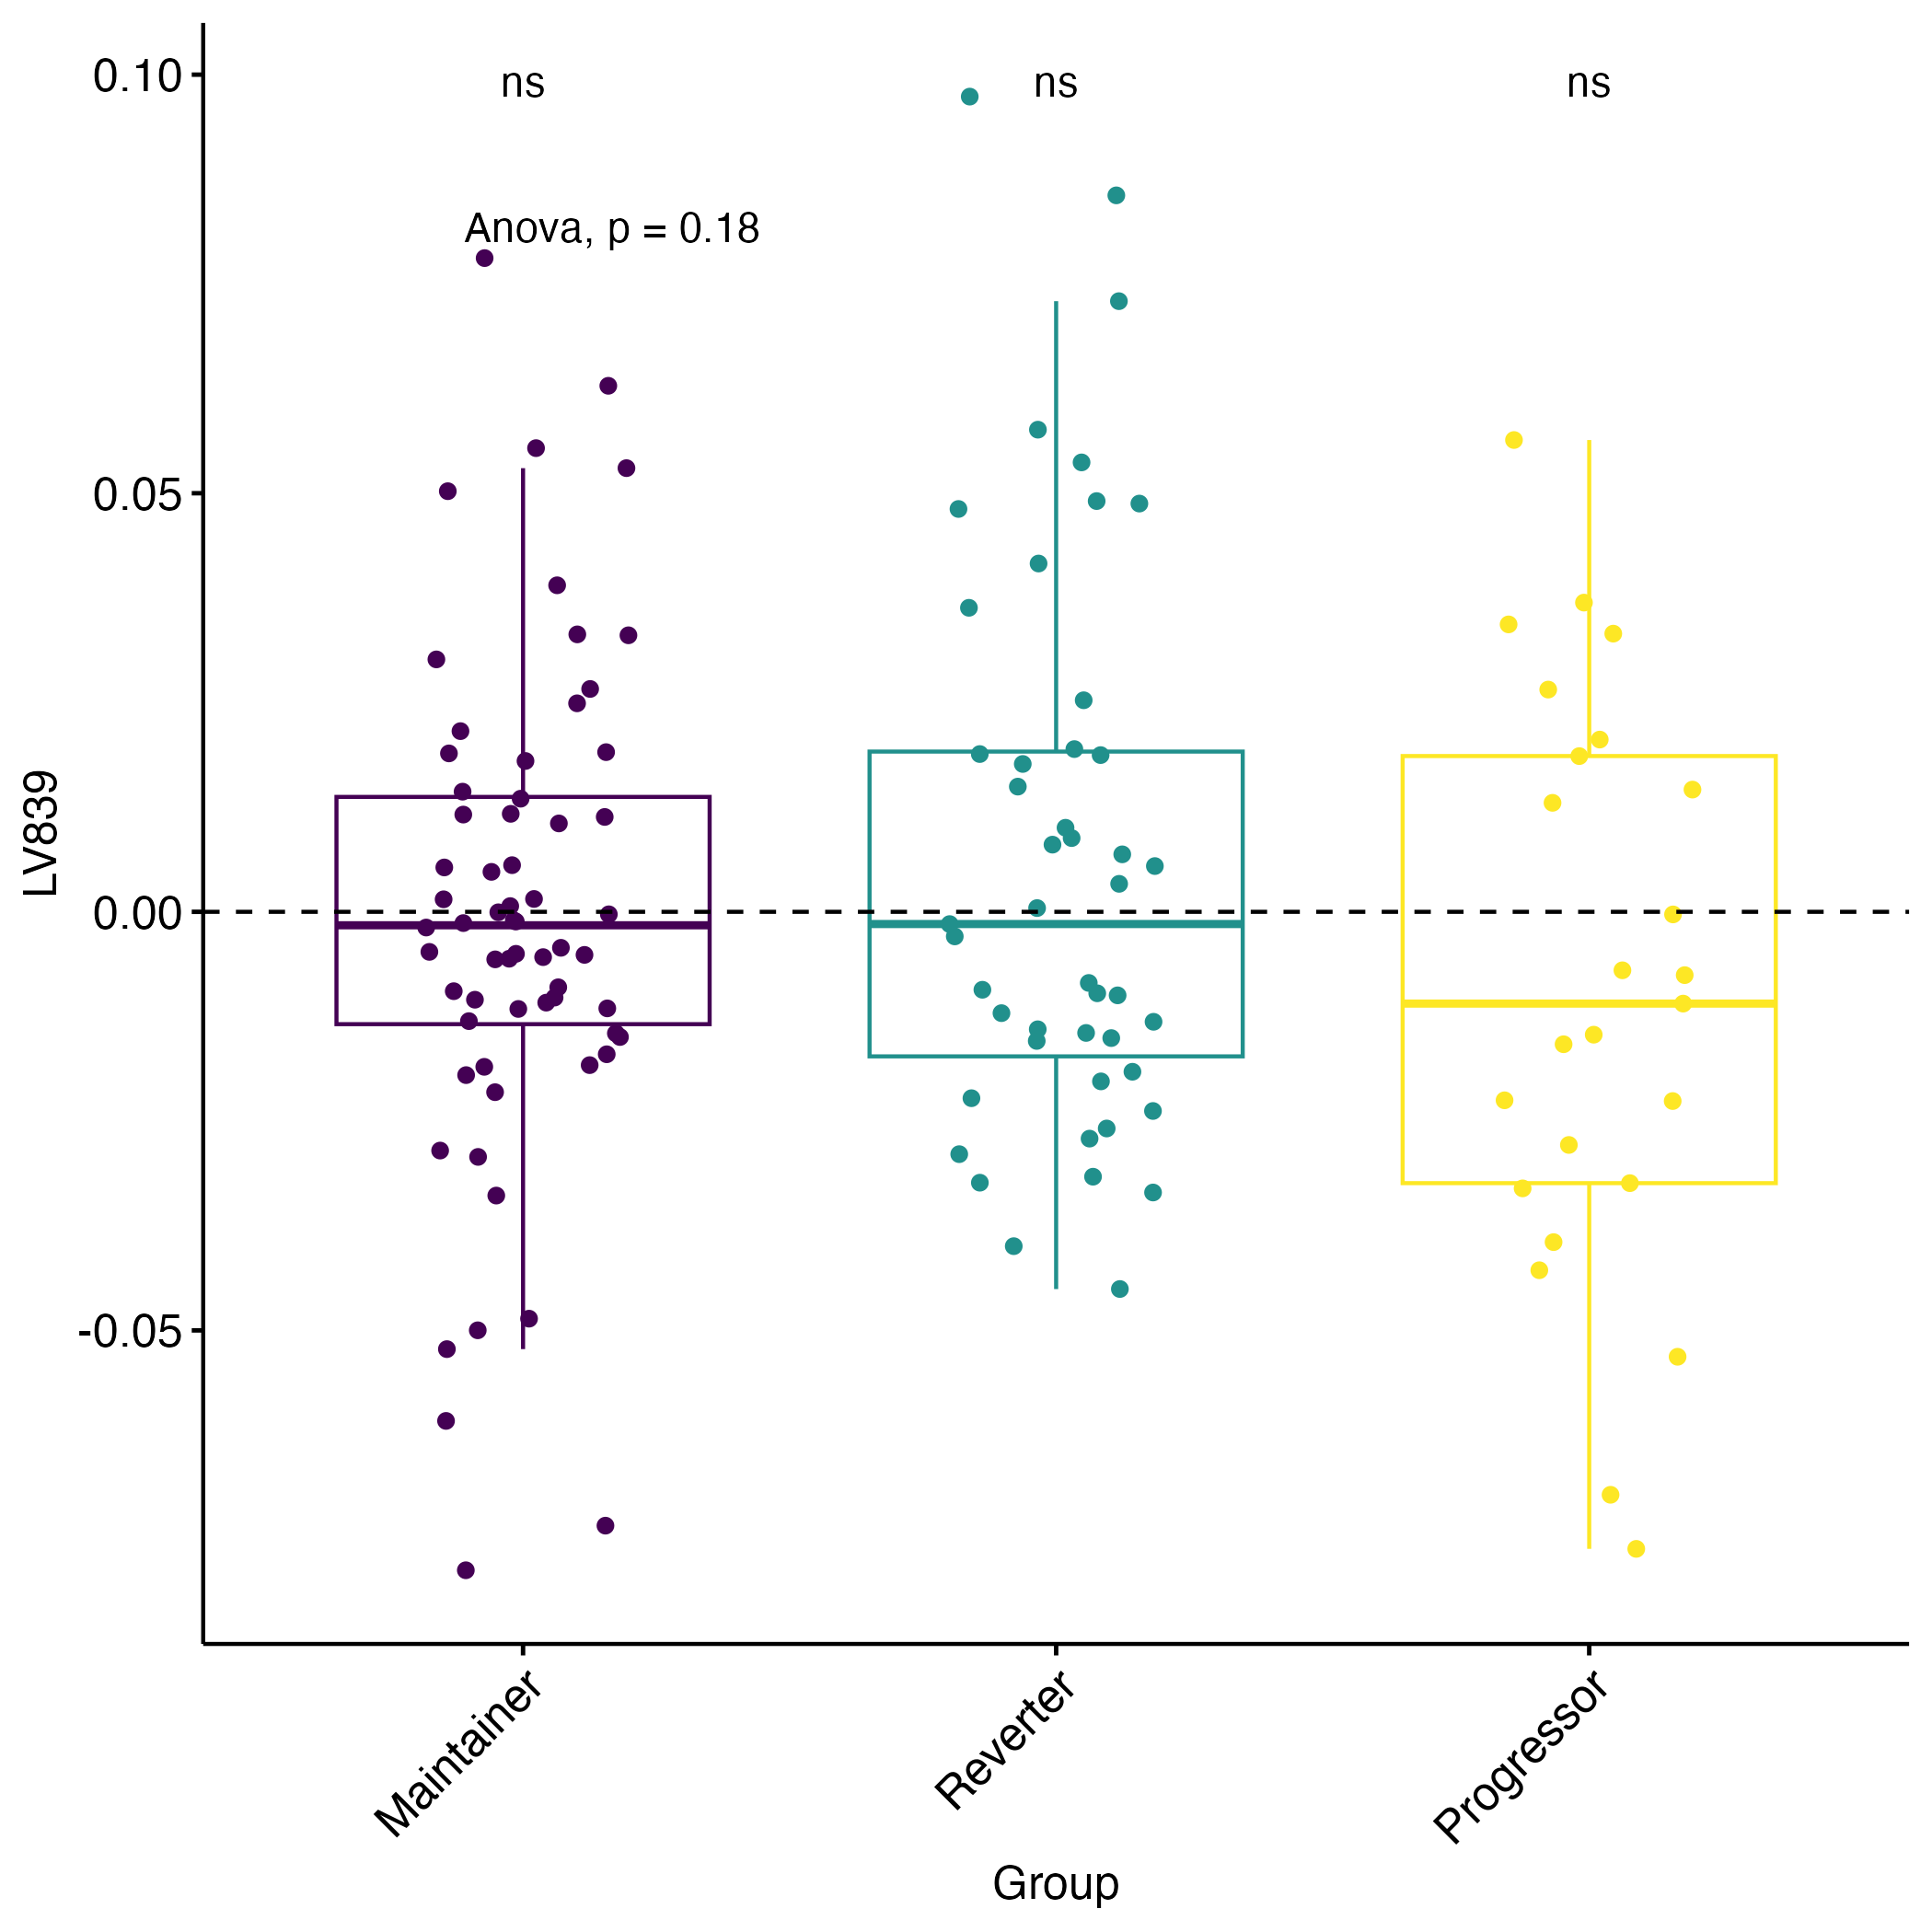 ns ns ns
Anova, p = 0.18
0.10
0.05
0.00
-0.05
LV839
Maintainer
Reverter
Progressor
Group